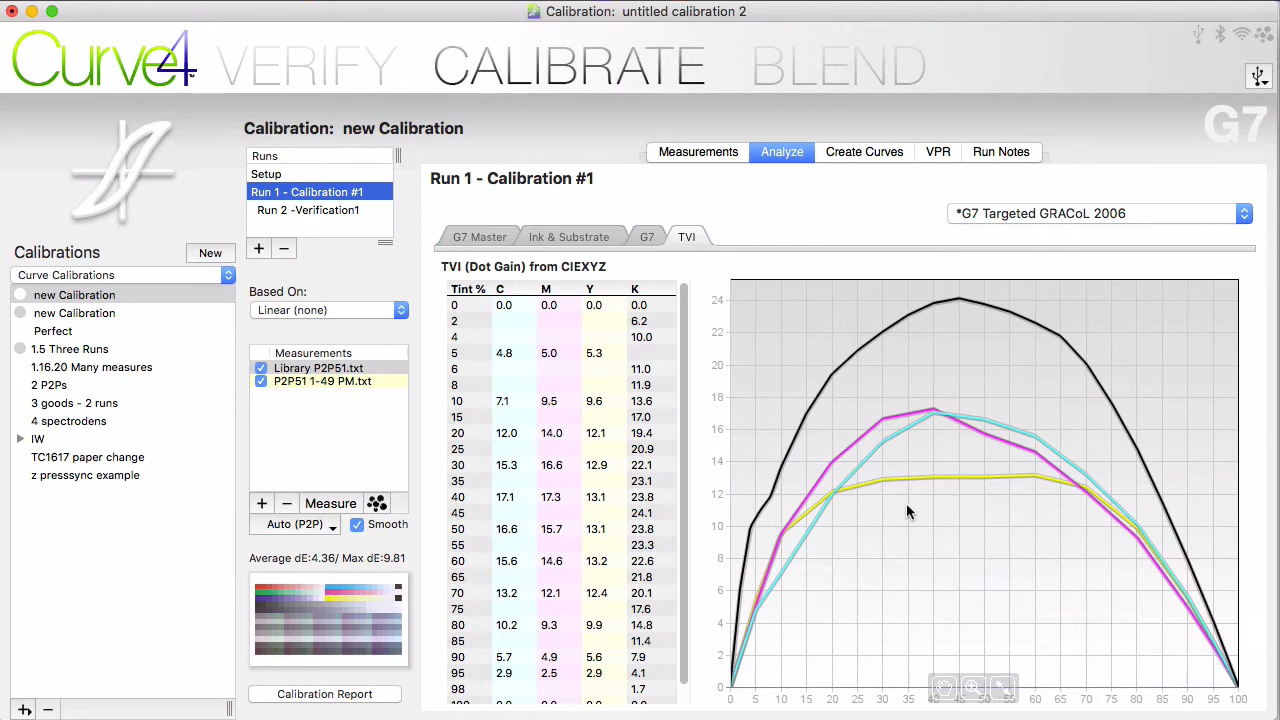 Calibration: untitled calibration 2
Curve4™ VERIFY CALIBRATE BLEND
G7
Calibration: new Calibration
Runs
Setup
Run 1 - Calibration #1
Run 2 -Verification1
+ −
Based On:
Linear (none)
Measurements
Library P2P51.txt
P2P51 1-49 PM.txt
+ − Measure
Auto (P2P) Smooth
Average dE:4.36/ Max dE:9.81
Calibration Report
Calibrations New
Curve Calibrations
new Calibration
new Calibration
Perfect
1.5 Three Runs
1.16.20 Many measures
2 P2Ps
3 goods - 2 runs
4 spectrodens
IW
TC1617 paper change
z presssync example
+ −
Measurements Analyze Create Curves VPR Run Notes
Run 1 - Calibration #1
*G7 Targeted GRACoL 2006
G7 Master Ink & Substrate G7 TVI
TVI (Dot Gain) from CIEXYZ
Tint % C M Y K
0 0.0 0.0 0.0 0.0
2 6.2
4 10.0
5 4.8 5.0 5.3
6 11.0
8 11.9
10 7.1 9.5 9.6 13.6
15 17.0
20 12.0 14.0 12.1 19.4
25 20.9
30 15.3 16.6 12.9 22.1
35 23.1
40 17.1 17.3 13.1 23.8
45 24.1
50 16.6 15.7 13.1 23.8
55 23.3
60 15.6 14.6 13.2 22.6
65 21.8
70 13.2 12.1 12.4 20.1
75 17.6
80 10.2 9.3 9.9 14.8
85 11.4
90 5.7 4.9 5.6 7.9
95 2.9 2.5 2.9 4.1
98 1.7
24
22
20
18
16
14
12
10
8
6
4
2
0
0 5 10 15 20 25 30 35 40 45 50 55 60 65 70 75 80 85 90 95 100